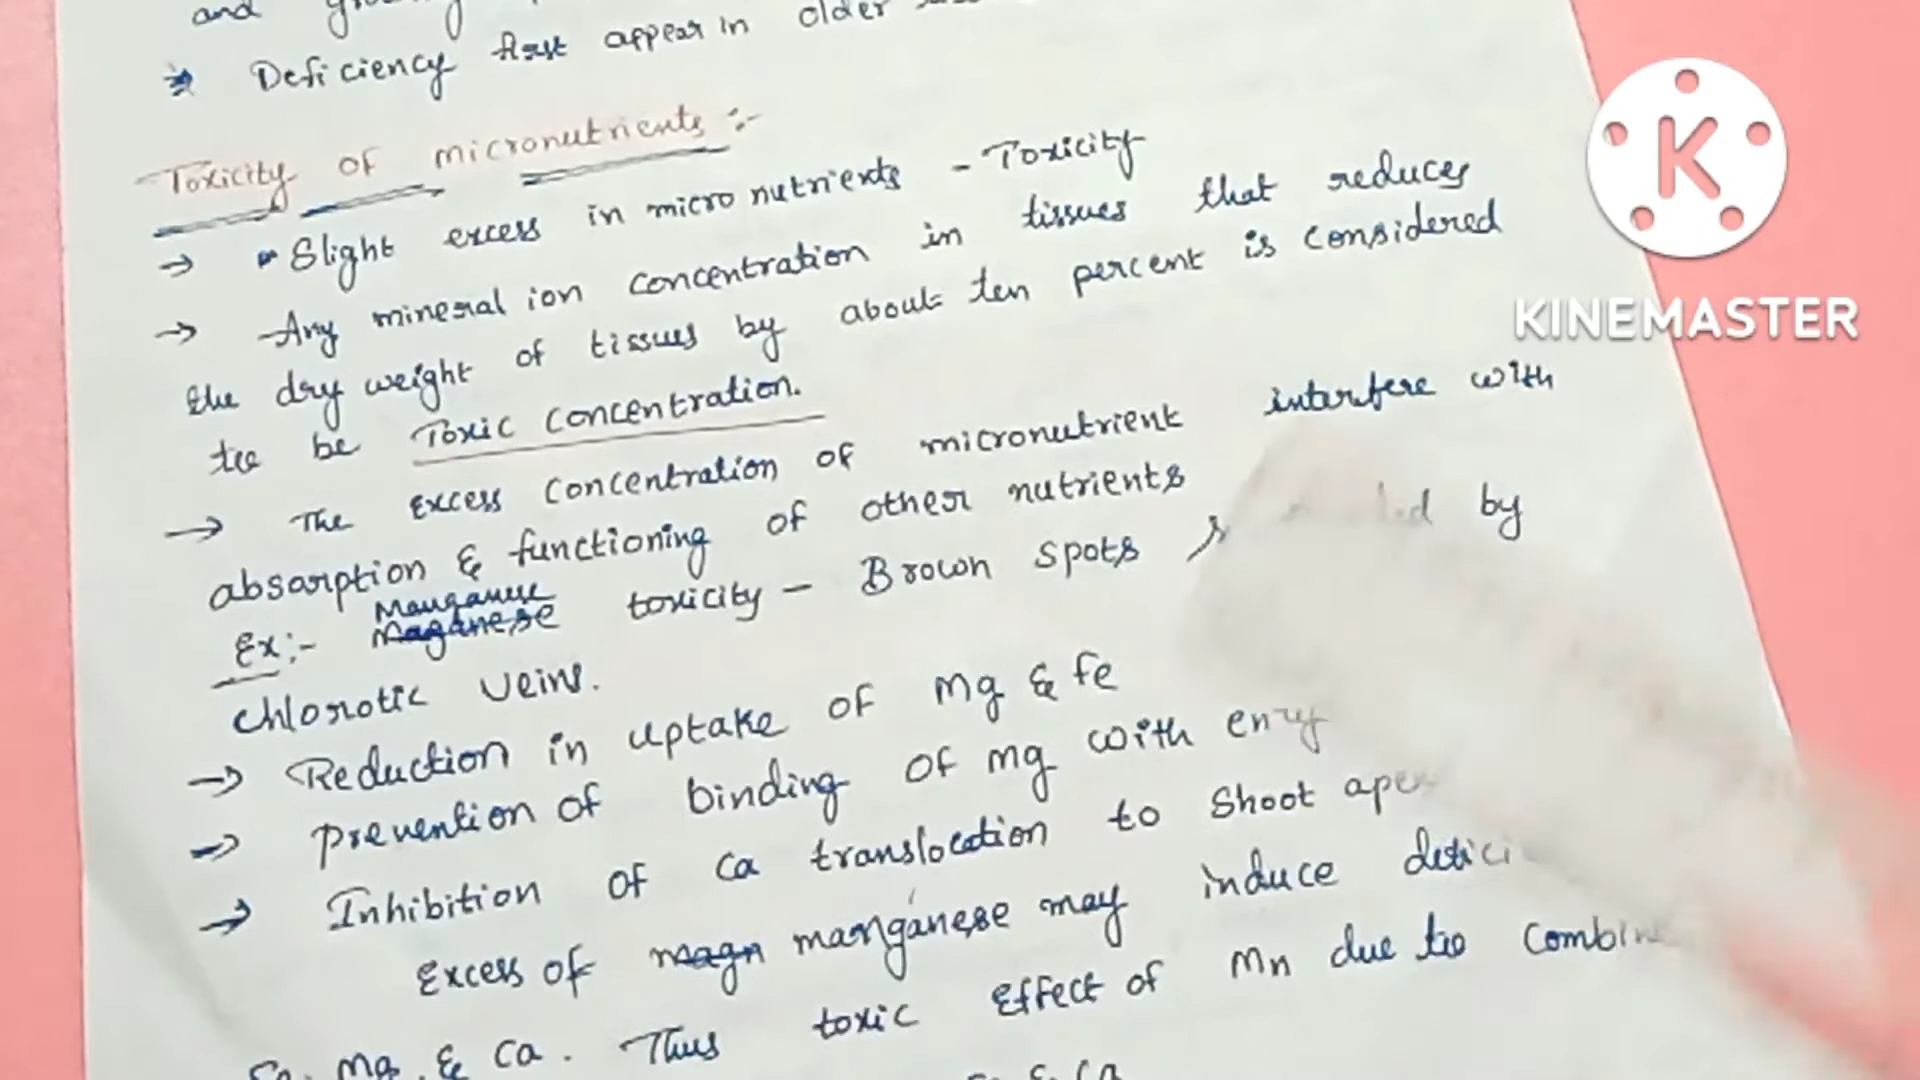 and
* Deficiency first appear in older
Toxicity of micronutrients :-
→ Slight excess in micro nutrients - Toxicity
→ Any mineral ion concentration in tissues that reduces
the dry weight of tissues by about ten percent is considered
to be Toxic concentration.
→ The Excess concentration of micronutrient interfere with
absorption & functioning of other nutrients
Ex:- Manganese toxicity - Brown spots by
chlorotic veins.
→ Reduction in uptake of Mg & Fe
→ Prevention of binding of mg with
→ Inhibition of ca translocation to shoot
Excess of manganese may induce
Mg & Ca. Thus toxic Effect of Mn due to
& Ca
K
KINEMASTER